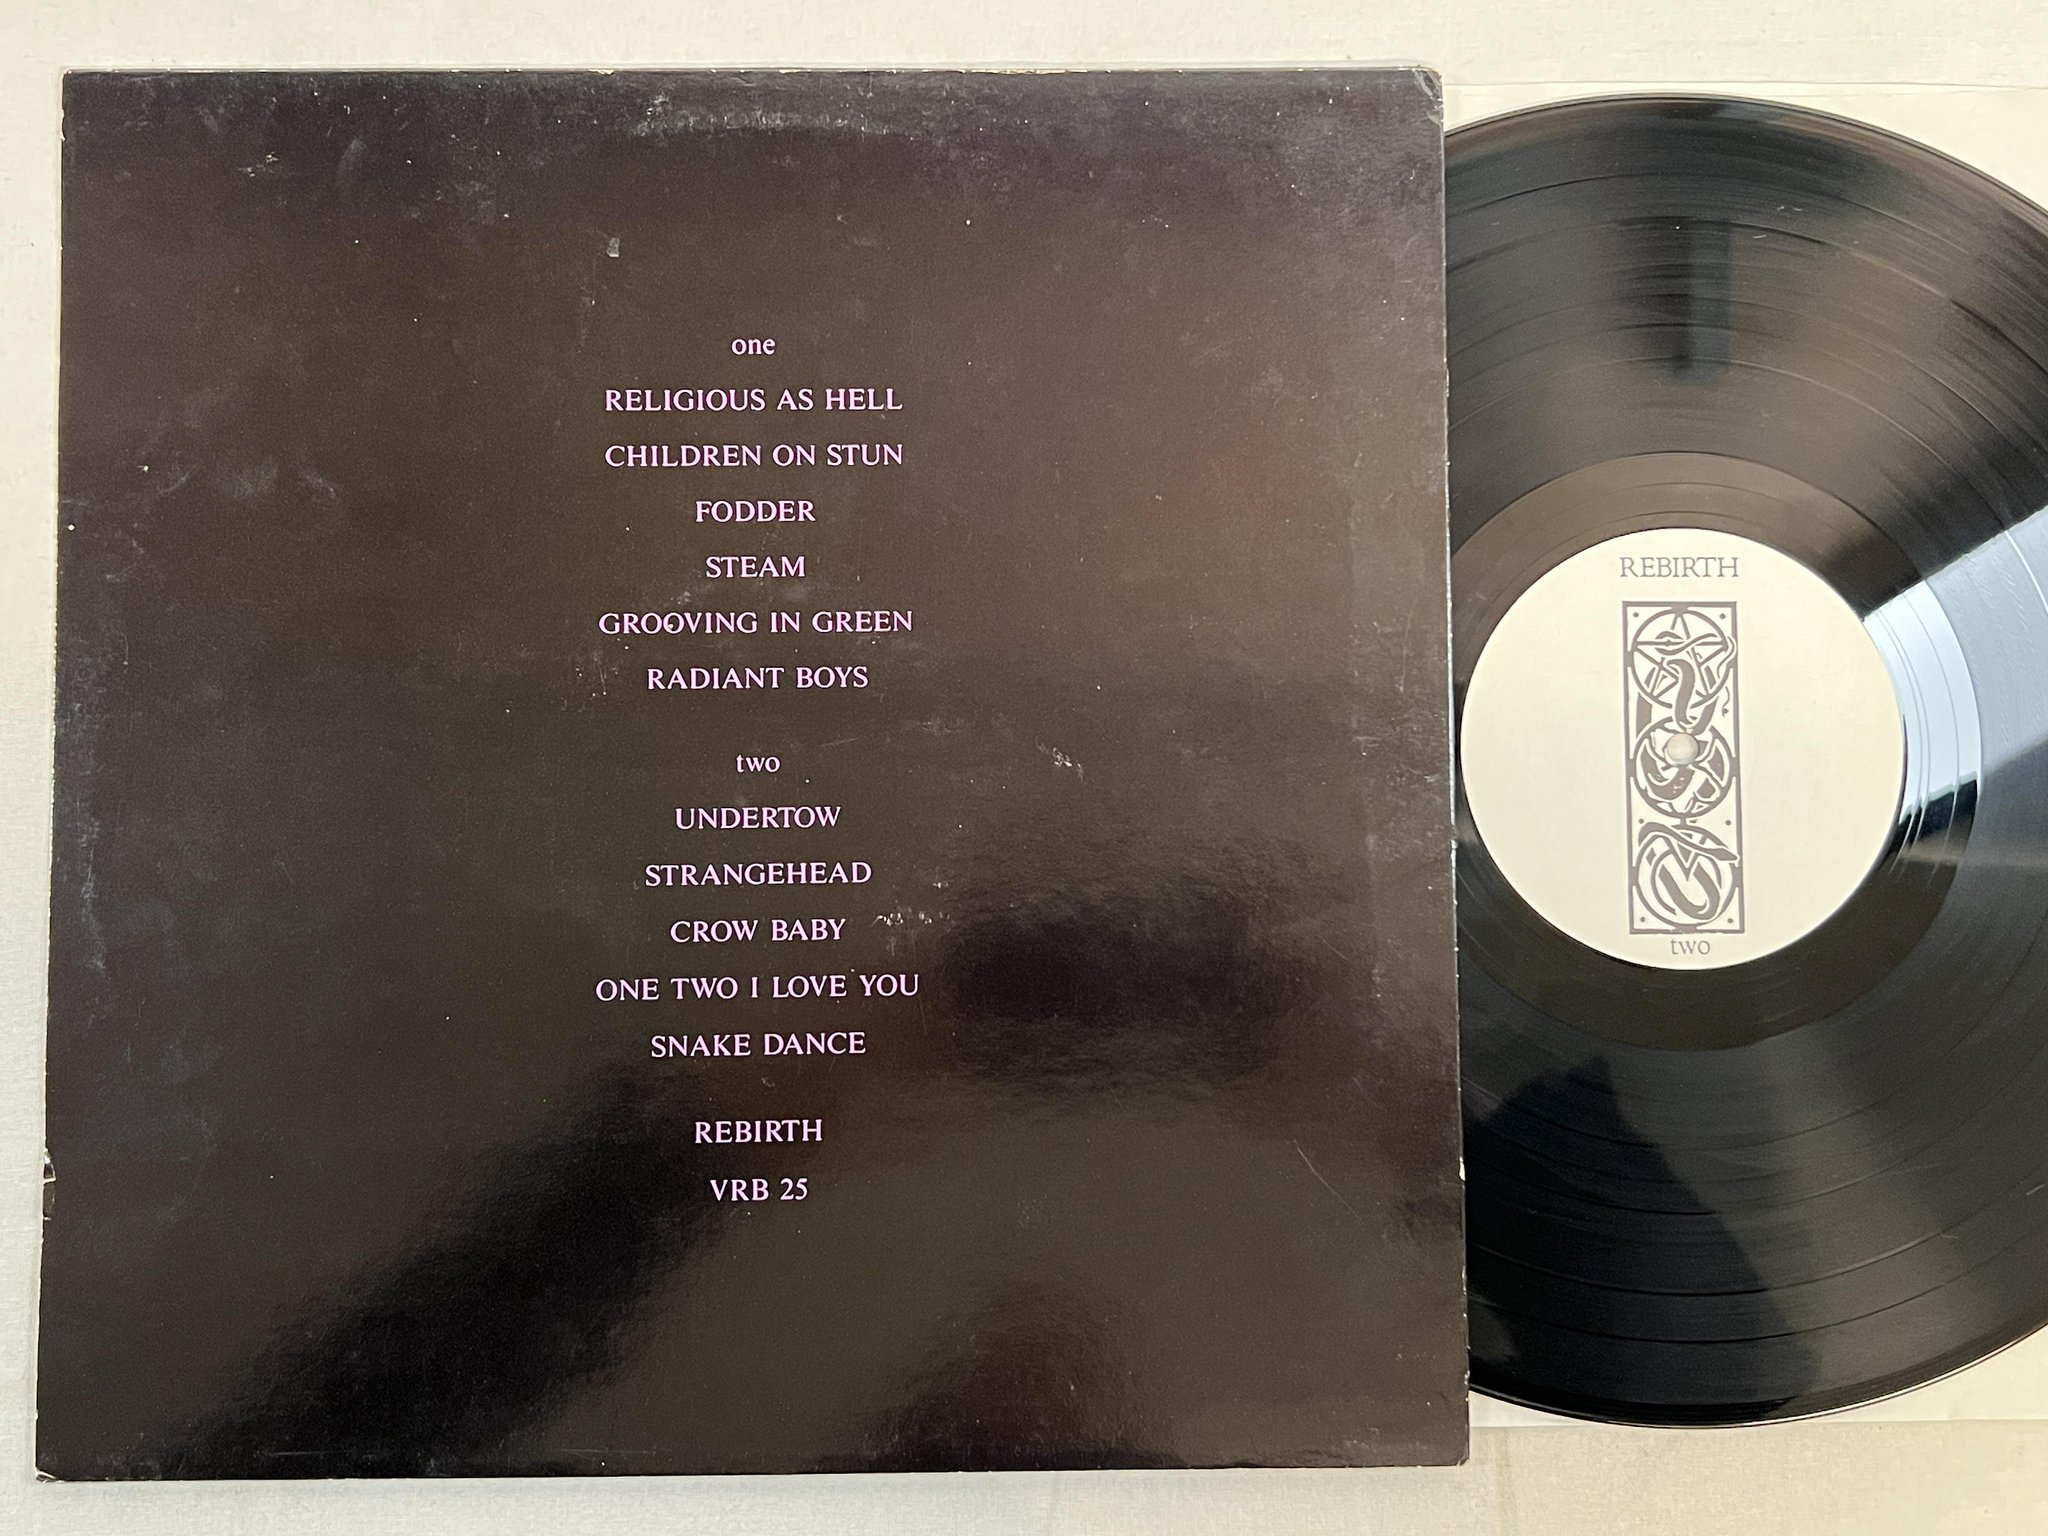 one
RELIGIOUS AS HELL
CHILDREN ON STUN
FODDER
STEAM
GROOVING IN GREEN
RADIANT BOYS
two
UNDERTOW
STRANGEHEAD
CROW BABY
ONE TWO I LOVE YOU
SNAKE DANCE
REBIRTH
VRB 25
REBIRTH
two